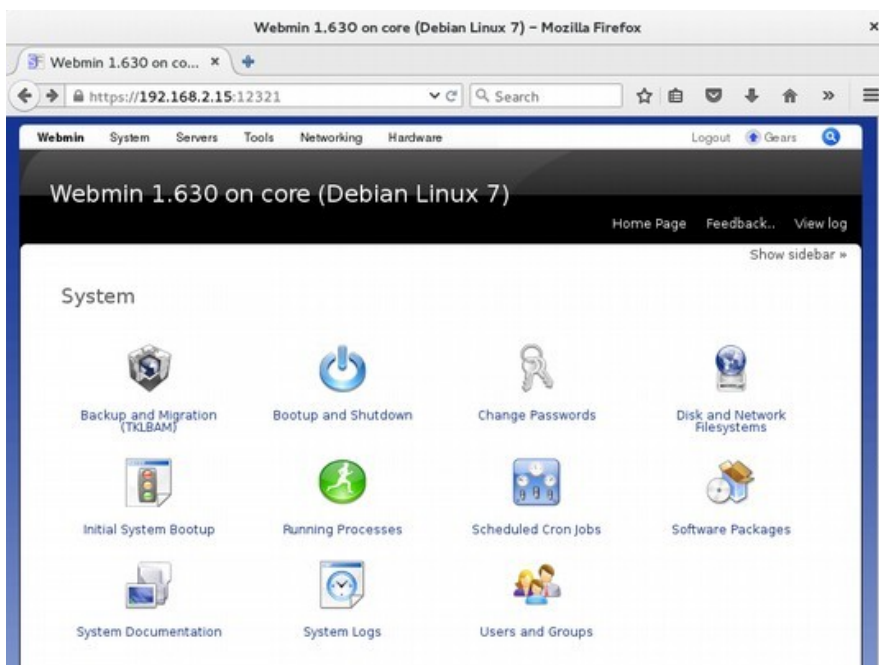 Webmin 1.630 on core (Debian Linux 7) – Mozilla Firefox
Webmin 1.630 on co...
https://192.168.2.15:12321
Search
Webmin System Servers Tools Networking Hardware Logout Gears
Webmin 1.630 on core (Debian Linux 7)
Home Page Feedback.. View log
Show sidebar »
System
Backup and Migration
(TKLBAM)
Bootup and Shutdown
Change Passwords
Disk and Network
Filesystems
Initial System Bootup
Running Processes
Scheduled Cron Jobs
Software Packages
System Documentation
System Logs
Users and Groups